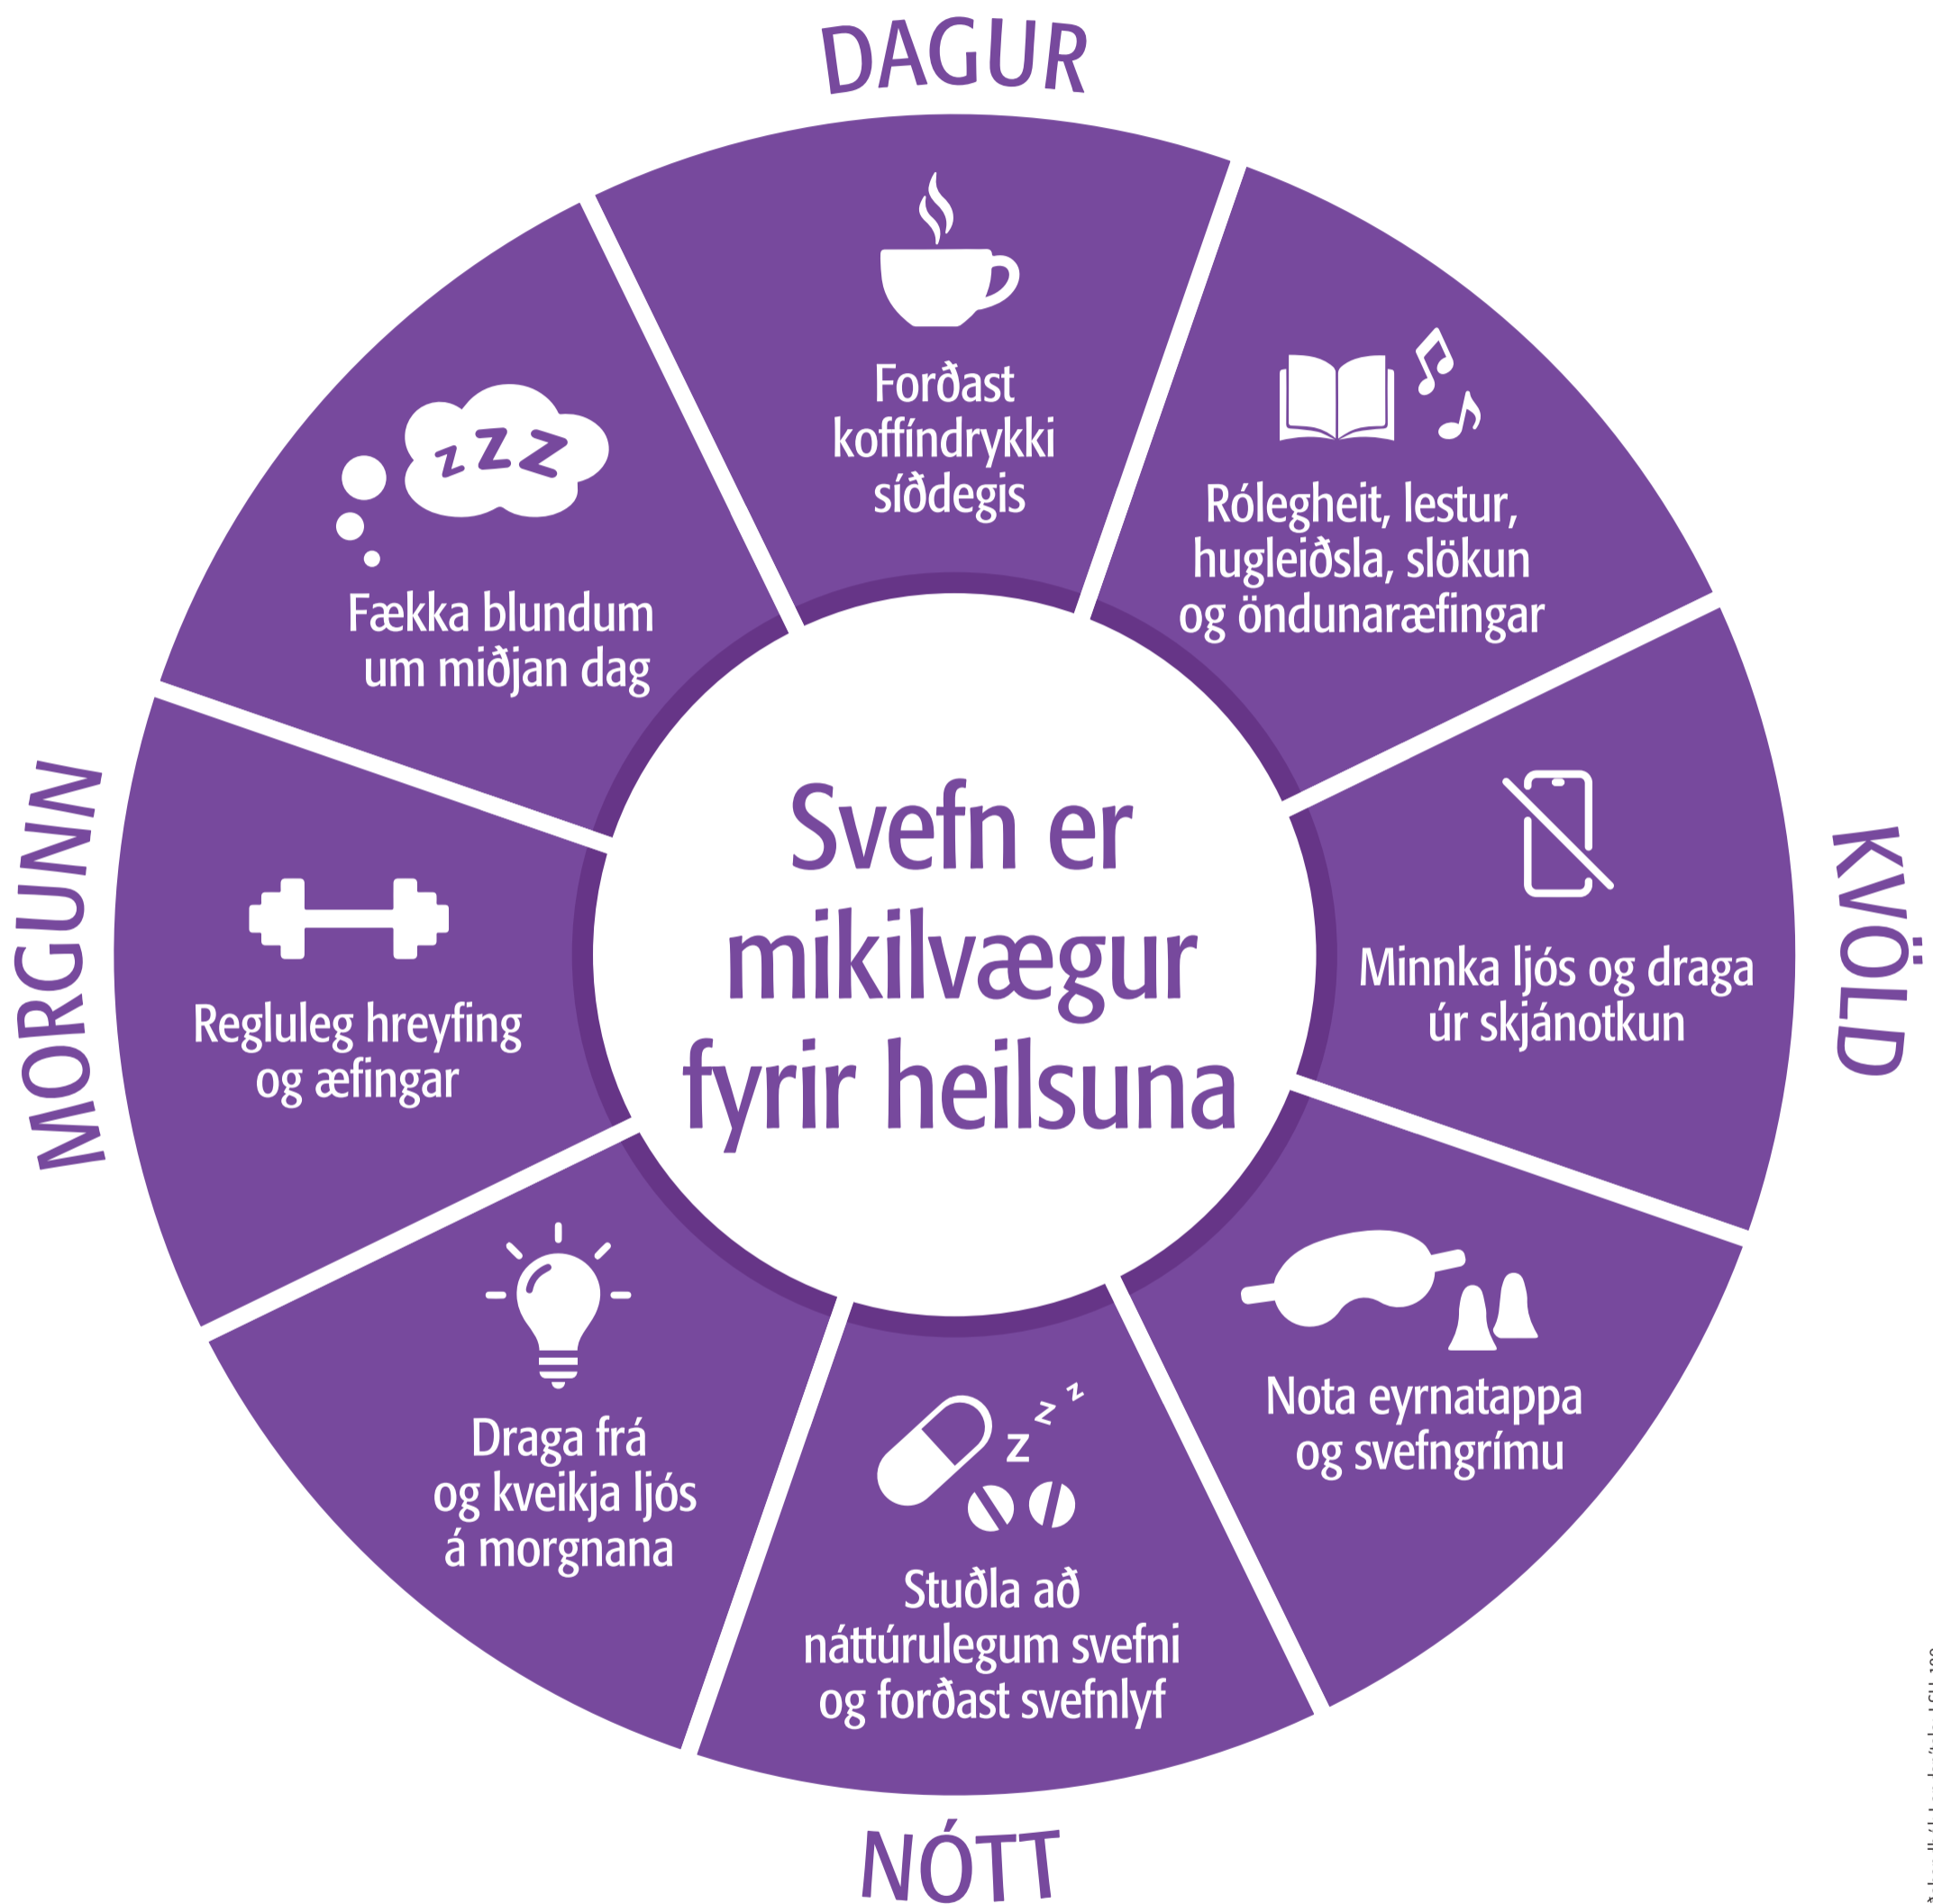 DAGUR
Forðast
koffíndrykki
síðdegis
Rólegheit, lestur,
hugleiðsla, slökun
og öndunaræfingar
KVÖLD
Minnka ljós og draga
úr skjánotkun
Nota eyrnatappa
og svefngrímu
Stuðla að
náttúrulegum svefni
og forðast svefnlyf
NÓTT
Draga frá
og kveikja ljós
á morgnana
MORGUNN
Regluleg hreyfing
og æfingar
z z z
Fækka blundum
um miðjan dag
z z z
Svefn er
mikilvægur
fyrir heilsuna